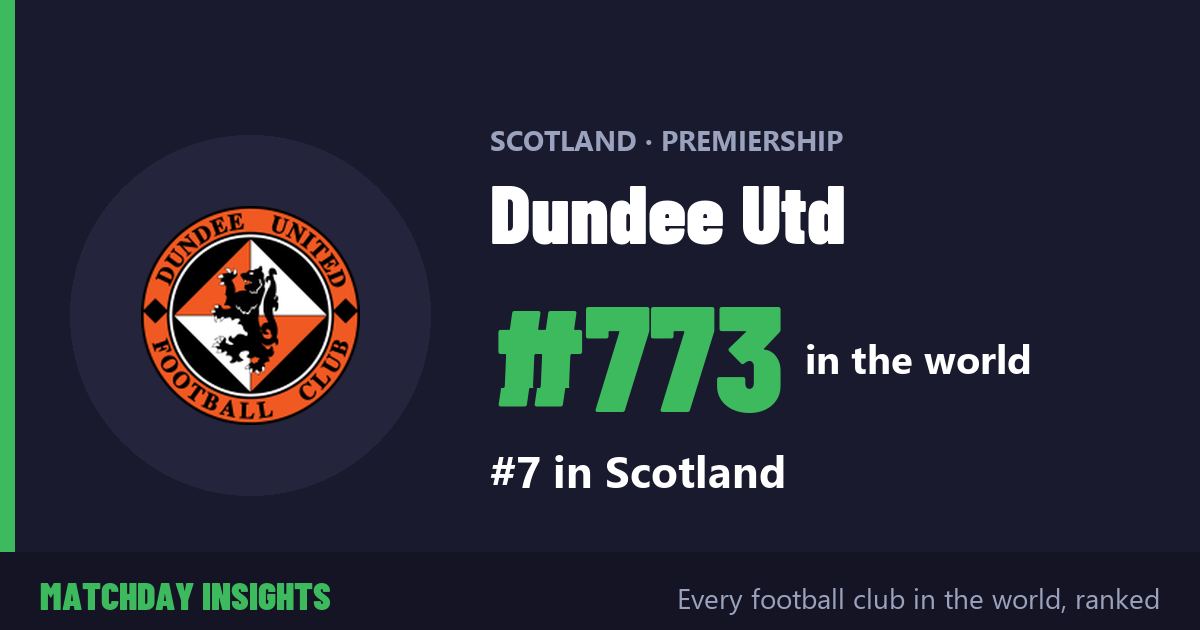 SCOTLAND · PREMIERSHIP
Dundee Utd
#773 in the world
#7 in Scotland
DUNDEE UNITED
FOOTBALL CLUB
MATCHDAY INSIGHTS
Every football club in the world, ranked